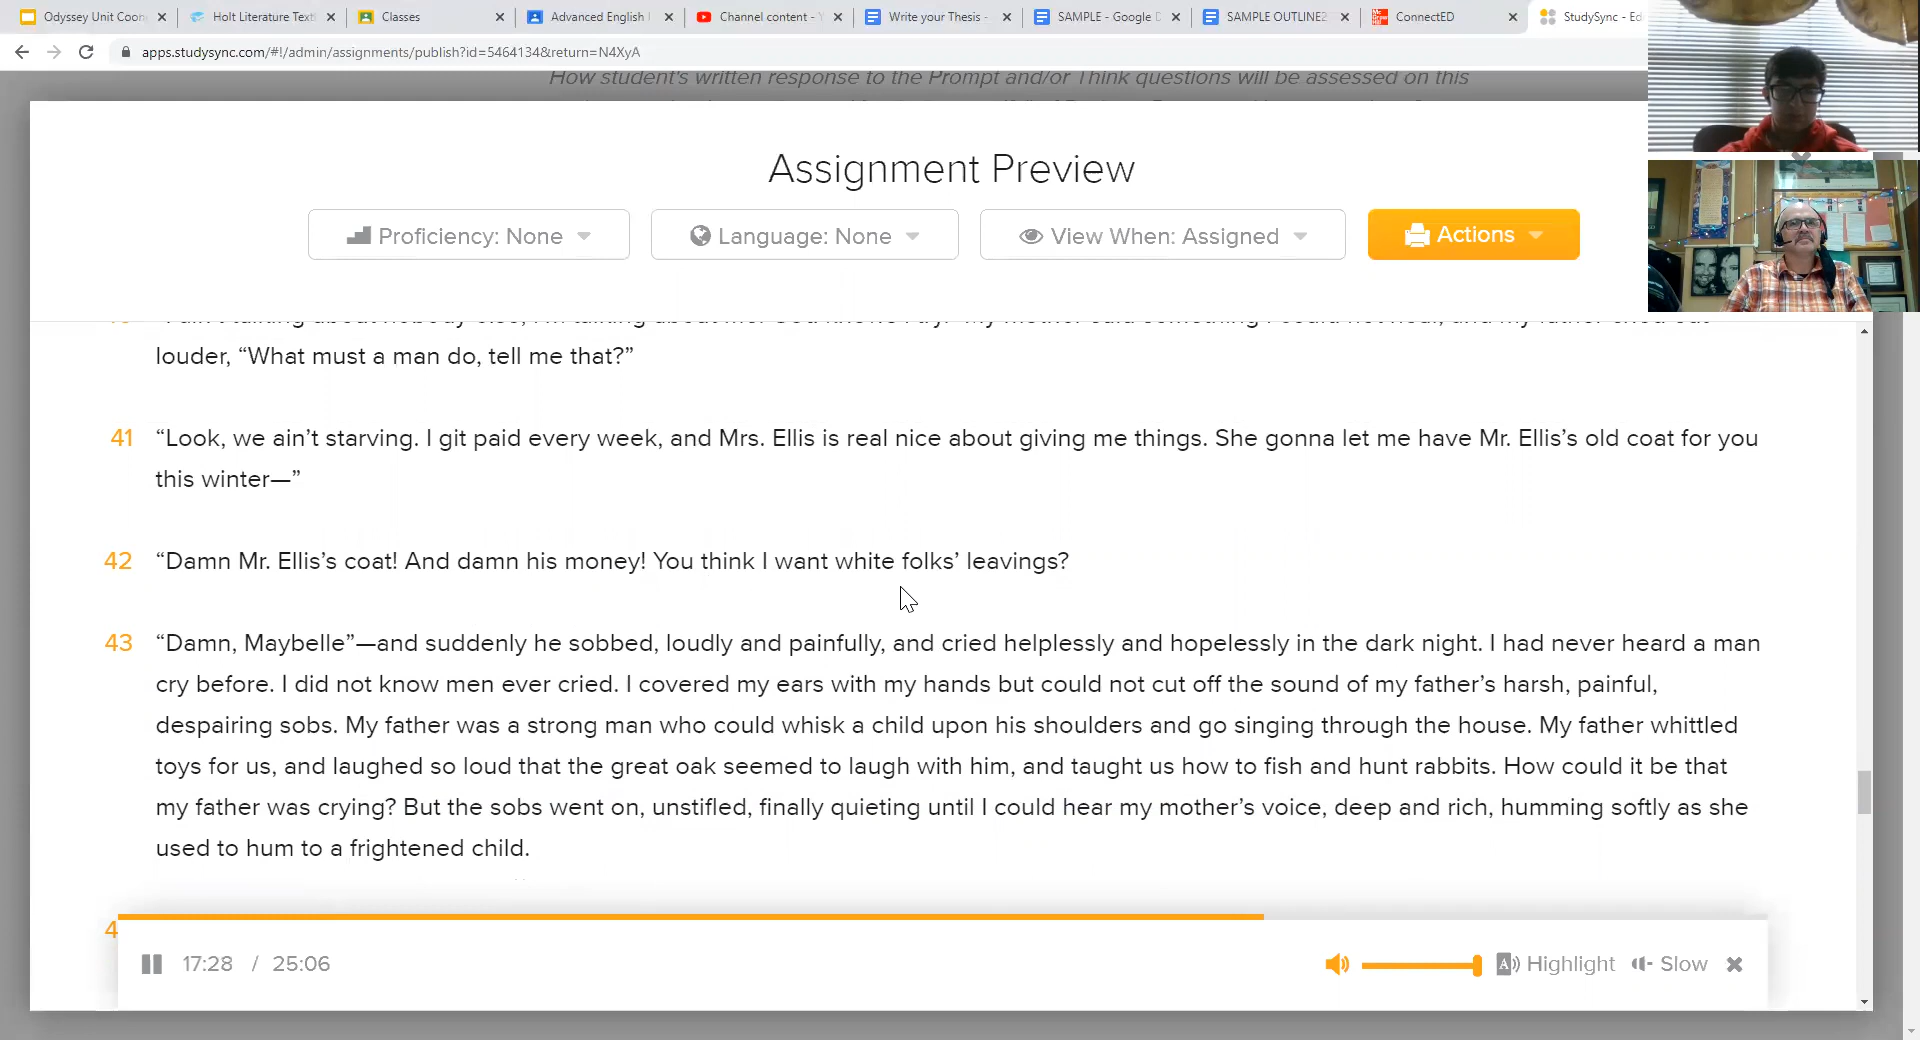 Odyssey Unit Coon
Holt Literature Text
Classes
Advanced English
Channel content - Y
Write your Thesis -
SAMPLE - Google D
SAMPLE OUTLINE2
ConnectED
StudySync - Ed
apps.studysync.com/#!/admin/assignments/publish?id=5464134&return=N4XyA
How student's written response to the Prompt and/or Think questions will be assessed on this
Assignment Preview
Proficiency: None
Language: None
View When: Assigned
Actions
louder, “What must a man do, tell me that?”
41 “Look, we ain’t starving. I git paid every week, and Mrs. Ellis is real nice about giving me things. She gonna let me have Mr. Ellis’s old coat for you
this winter—”
42 “Damn Mr. Ellis’s coat! And damn his money! You think I want white folks’ leavings?
43 “Damn, Maybelle”—and suddenly he sobbed, loudly and painfully, and cried helplessly and hopelessly in the dark night. I had never heard a man
cry before. I did not know men ever cried. I covered my ears with my hands but could not cut off the sound of my father’s harsh, painful,
despairing sobs. My father was a strong man who could whisk a child upon his shoulders and go singing through the house. My father whittled
toys for us, and laughed so loud that the great oak seemed to laugh with him, and taught us how to fish and hunt rabbits. How could it be that
my father was crying? But the sobs went on, unstifled, finally quieting until I could hear my mother’s voice, deep and rich, humming softly as she
used to hum to a frightened child.
4
17:28 / 25:06
Highlight
Slow